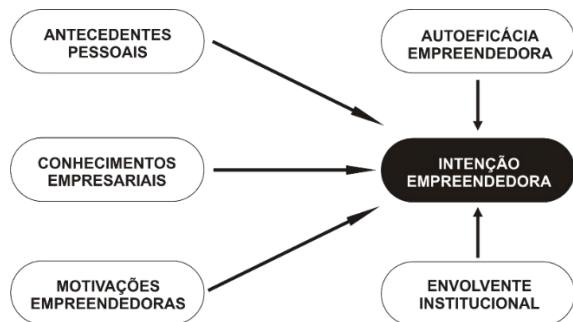 ANTECEDENTES
PESSOAIS
AUTOEFICÁCIA
EMPREENDEDORA
CONHECIMENTOS
EMPRESARIAIS
INTENÇÃO
EMPREENDEDORA
MOTIVAÇÕES
EMPREENDEDORAS
ENVOLVENTE
INSTITUCIONAL